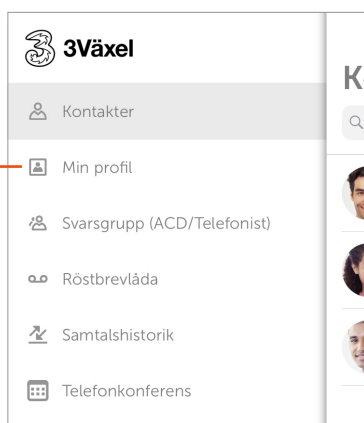 3Växel
K
Kontakter
Min profil
Svarsgrupp (ACD/Telefonist)
Röstbrevlåda
Samtalshistorik
Telefonkonferens